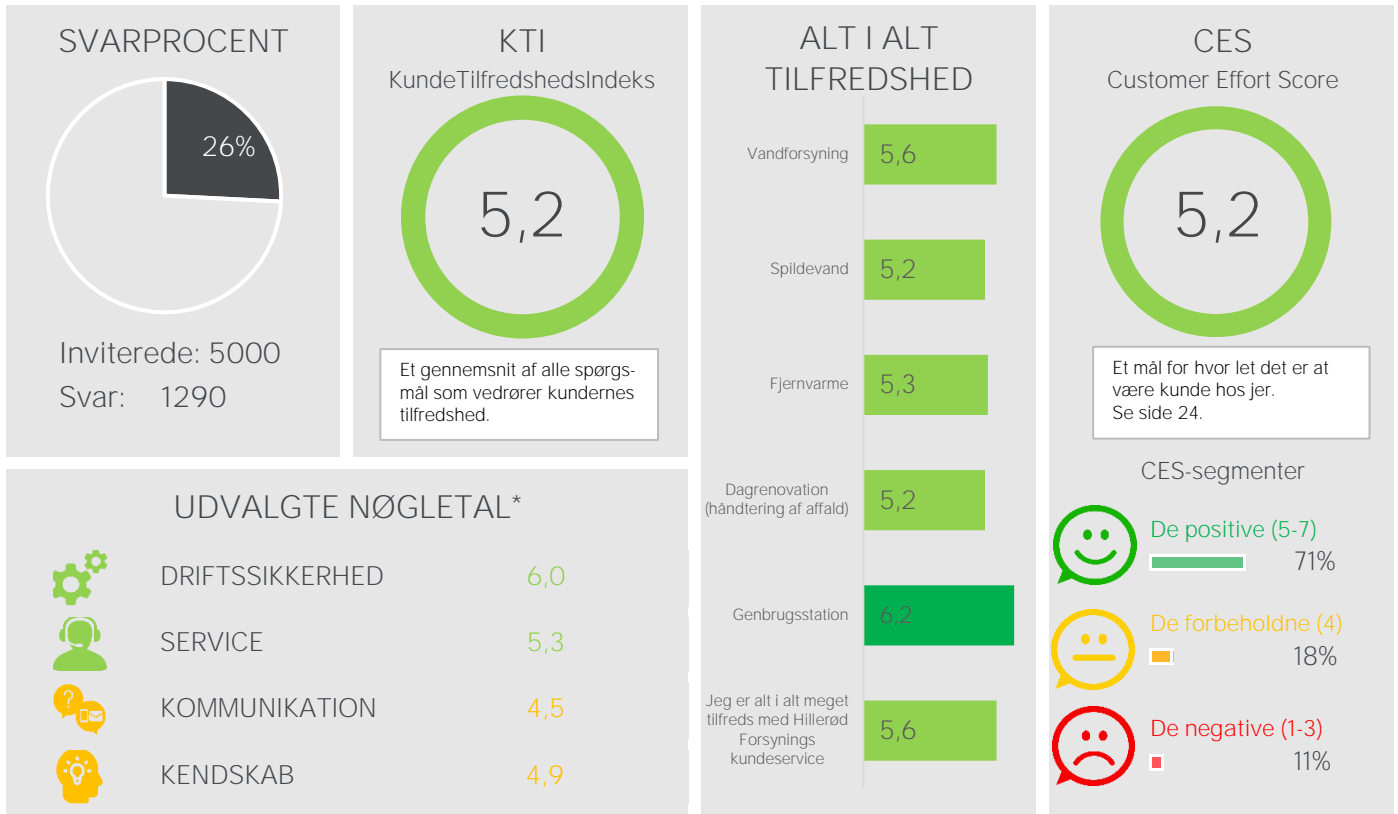 SVARPROCENT
26%
Inviterede: 5000
Svar: 1290
KTI
KundeTilfredshedsIndeks
5,2
Et gennemsnit af alle spørgs-
mål som vedrører kundernes
tilfredshed.
UDVALGTE NØGLETAL*
DRIFTSSIKKERHED 6,0
SERVICE 5,3
KOMMUNIKATION 4,5
KENDSKAB 4,9
ALT I ALT
TILFREDSHED
Vandforsyning 5,6
Spildevand 5,2
Fjernvarme 5,3
Dagrenovation
(håndtering af affald) 5,2
Genbrugsstation 6,2
Jeg er alt i alt meget
tilfreds med Hillerød
Forsynings
kundeservice
5,6
CES
Customer Effort Score
5,2
Et mål for hvor let det er at
være kunde hos jer.
Se side 24.
CES-segmenter
De positive (5-7)
71%
De forbeholdne (4)
18%
De negative (1-3)
11%